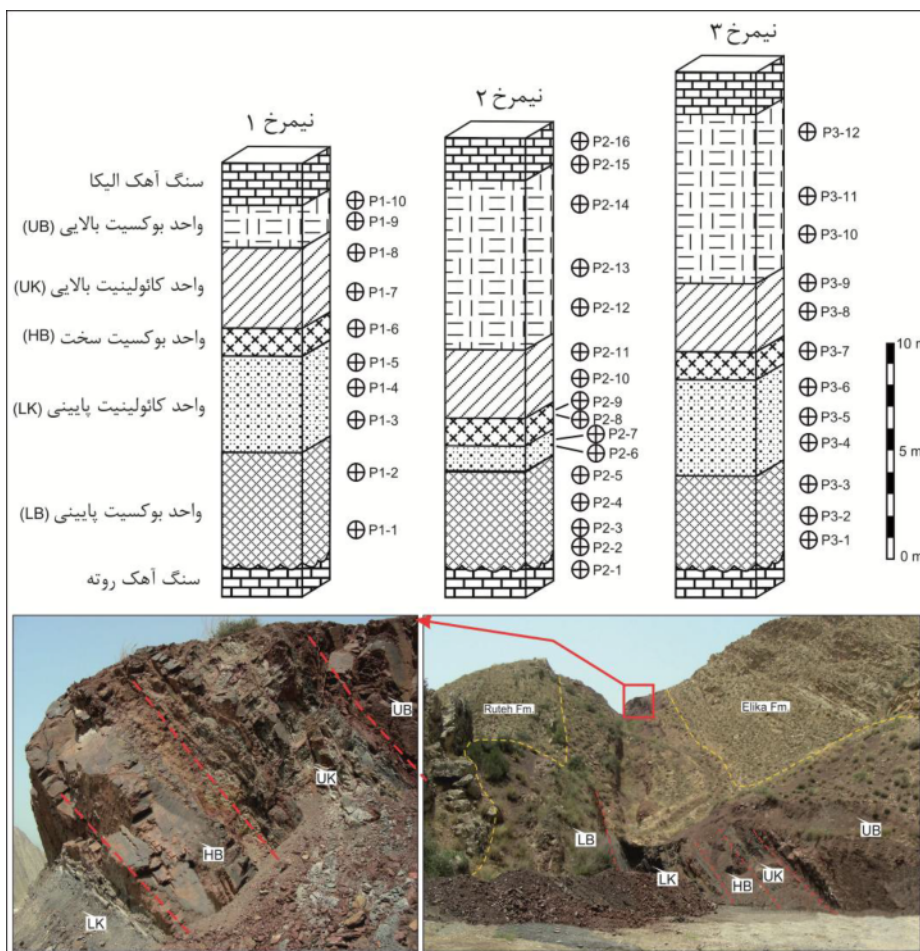 نیمرخ ۱
نیمرخ ۲
نیمرخ ۳
سنگ آهک الیکا
واحد بوکسیت بالایی (UB)
واحد کائولینیت بالایی (UK)
واحد بوکسیت سخت (HB)
واحد کائولینیت پایینی (LK)
واحد بوکسیت پایینی (LB)
سنگ آهک روته
P1-10
P1-9
P1-8
P1-7
P1-6
P1-5
P1-4
P1-3
P1-2
P1-1
P2-16
P2-15
P2-14
P2-13
P2-12
P2-11
P2-10
P2-9
P2-8
P2-7
P2-6
P2-5
P2-4
P2-3
P2-2
P2-1
P3-12
P3-11
P3-10
P3-9
P3-8
P3-7
P3-6
P3-5
P3-4
P3-3
P3-2
P3-1
10 m
5 m
0 m
UB
UK
HB
LK
Ruteh Fm.
Elika Fm.
LB
UB
LK
HB
UK